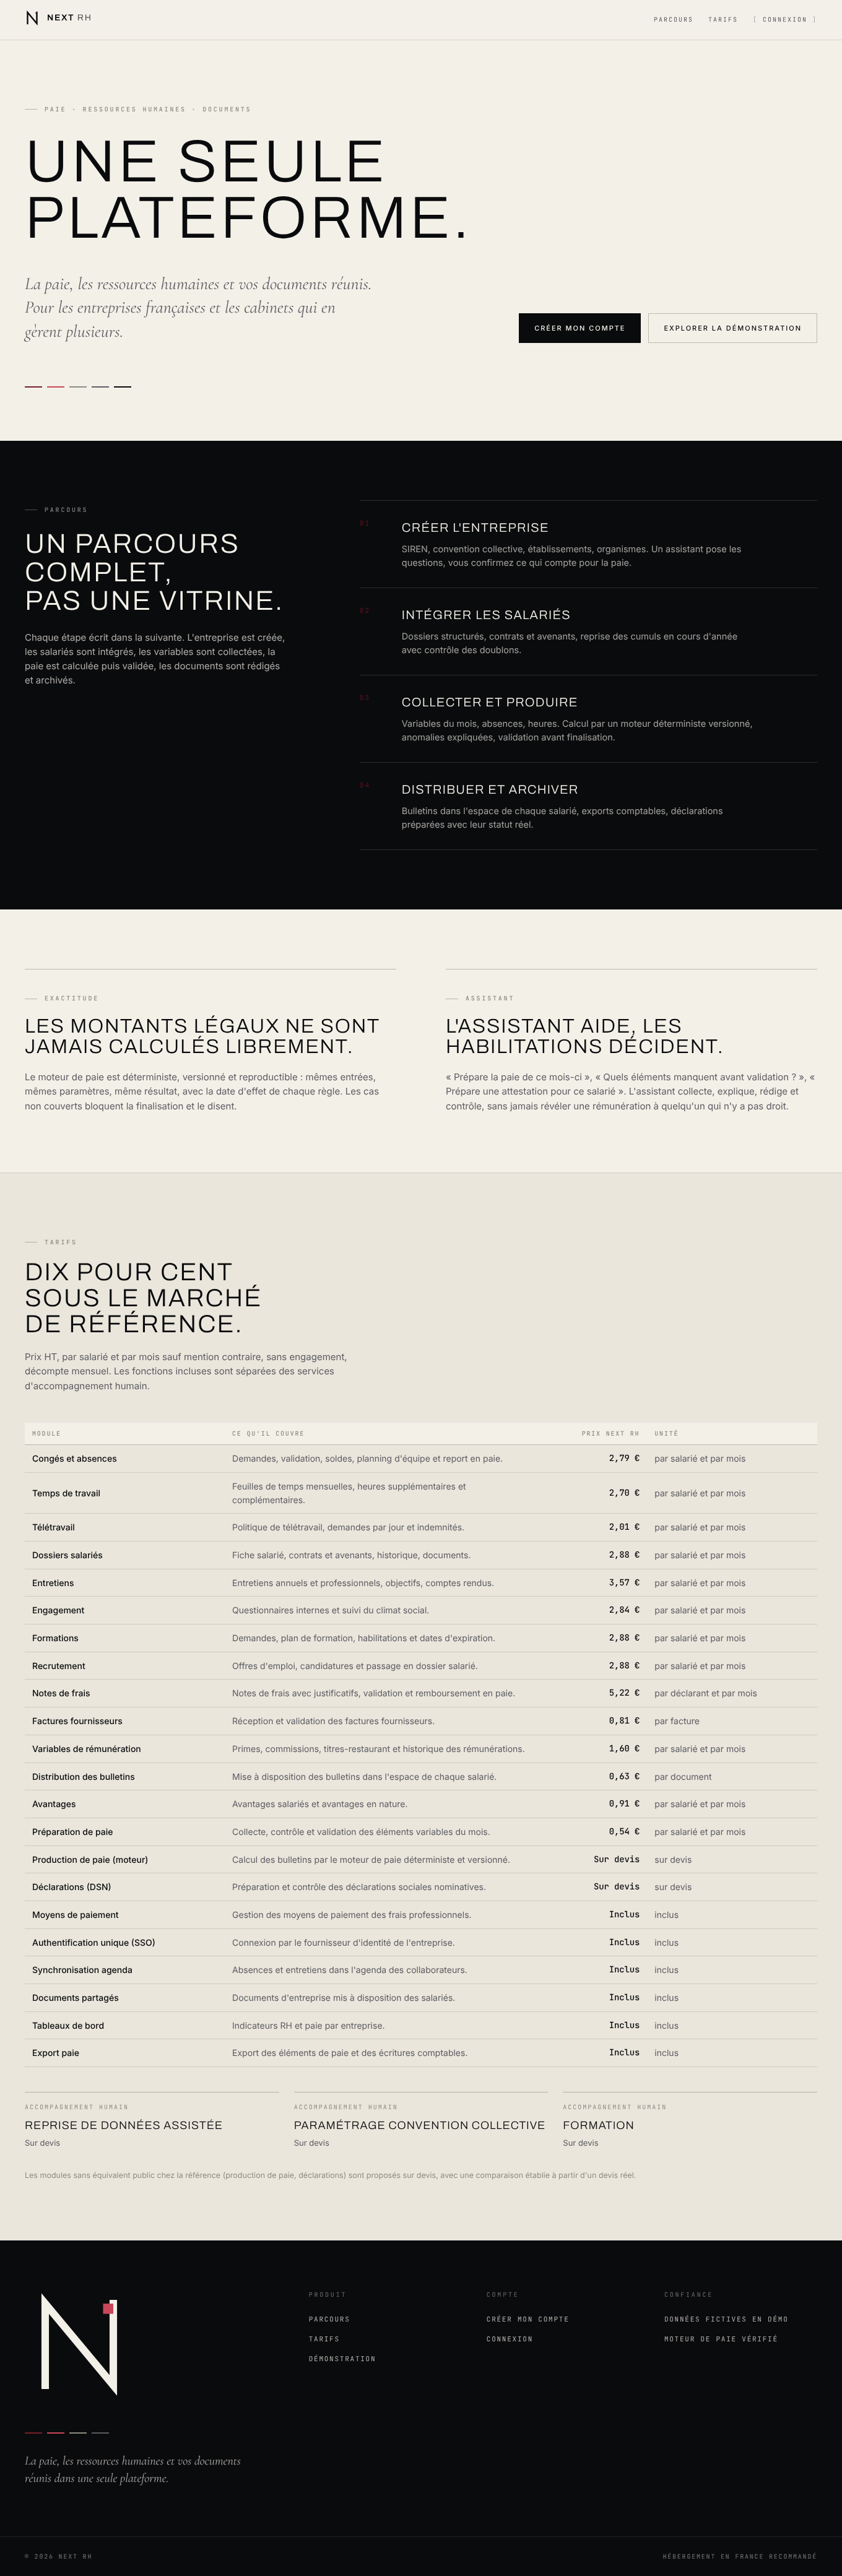 NEXT RH
PARCOURS
TARIFS
[ CONNEXION ]
PAIE · RESSOURCES HUMAINES · DOCUMENTS
UNE SEULE
PLATEFORME.
La paie, les ressources humaines et vos documents réunis.
Pour les entreprises françaises et les cabinets qui en
gèrent plusieurs.
CRÉER MON COMPTE
EXPLORER LA DÉMONSTRATION
PARCOURS
UN PARCOURS
COMPLET,
PAS UNE VITRINE.
Chaque étape écrit dans la suivante. L'entreprise est créée,
les salariés sont intégrés, les variables sont collectées, la
paie est calculée puis validée, les documents sont rédigés
et archivés.
01
CRÉER L'ENTREPRISE
SIREN, convention collective, établissements, organismes. Un assistant pose les
questions, vous confirmez ce qui compte pour la paie.
02
INTÉGRER LES SALARIÉS
Dossiers structurés, contrats et avenants, reprise des cumuls en cours d'année
avec contrôle des doublons.
03
COLLECTER ET PRODUIRE
Variables du mois, absences, heures. Calcul par un moteur déterministe versionné,
anomalies expliquées, validation avant finalisation.
04
DISTRIBUER ET ARCHIVER
Bulletins dans l'espace de chaque salarié, exports comptables, déclarations
préparées avec leur statut réel.
EXACTITUDE
LES MONTANTS LÉGAUX NE SONT
JAMAIS CALCULÉS LIBREMENT.
Le moteur de paie est déterministe, versionné et reproductible : mêmes entrées,
mêmes paramètres, même résultat, avec la date d'effet de chaque règle. Les cas
non couverts bloquent la finalisation et le disent.
ASSISTANT
L'ASSISTANT AIDE, LES
HABILITATIONS DÉCIDENT.
« Prépare la paie de ce mois-ci », « Quels éléments manquent avant validation ? », «
Prépare une attestation pour ce salarié ». L'assistant collecte, explique, rédige et
contrôle, sans jamais révéler une rémunération à quelqu'un qui n'y a pas droit.
TARIFS
DIX POUR CENT
SOUS LE MARCHÉ
DE RÉFÉRENCE.
Prix HT, par salarié et par mois sauf mention contraire, sans engagement,
décompte mensuel. Les fonctions incluses sont séparées des services
d'accompagnement humain.
MODULE CE QU'IL COUVRE PRIX NEXT RH UNITÉ
Congés et absences Demandes, validation, soldes, planning d'équipe et report en paie. 2,79 € par salarié et par mois
Temps de travail Feuilles de temps mensuelles, heures supplémentaires et
complémentaires. 2,70 € par salarié et par mois
Télétravail Politique de télétravail, demandes par jour et indemnités. 2,01 € par salarié et par mois
Dossiers salariés Fiche salarié, contrats et avenants, historique, documents. 2,88 € par salarié et par mois
Entretiens Entretiens annuels et professionnels, objectifs, comptes rendus. 3,57 € par salarié et par mois
Engagement Questionnaires internes et suivi du climat social. 2,84 € par salarié et par mois
Formations Demandes, plan de formation, habilitations et dates d'expiration. 2,88 € par salarié et par mois
Recrutement Offres d'emploi, candidatures et passage en dossier salarié. 2,88 € par salarié et par mois
Notes de frais Notes de frais avec justificatifs, validation et remboursement en paie. 5,22 € par déclarant et par mois
Factures fournisseurs Réception et validation des factures fournisseurs. 0,81 € par facture
Variables de rémunération Primes, commissions, titres-restaurant et historique des rémunérations. 1,60 € par salarié et par mois
Distribution des bulletins Mise à disposition des bulletins dans l'espace de chaque salarié. 0,63 € par document
Avantages Avantages salariés et avantages en nature. 0,91 € par salarié et par mois
Préparation de paie Collecte, contrôle et validation des éléments variables du mois. 0,54 € par salarié et par mois
Production de paie (moteur) Calcul des bulletins par le moteur de paie déterministe et versionné. Sur devis sur devis
Déclarations (DSN) Préparation et contrôle des déclarations sociales nominatives. Sur devis sur devis
Moyens de paiement Gestion des moyens de paiement des frais professionnels. Inclus inclus
Authentification unique (SSO) Connexion par le fournisseur d'identité de l'entreprise. Inclus inclus
Synchronisation agenda Absences et entretiens dans l'agenda des collaborateurs. Inclus inclus
Documents partagés Documents d'entreprise mis à disposition des salariés. Inclus inclus
Tableaux de bord Indicateurs RH et paie par entreprise. Inclus inclus
Export paie Export des éléments de paie et des écritures comptables. Inclus inclus
ACCOMPAGNEMENT HUMAIN
REPRISE DE DONNÉES ASSISTÉE
Sur devis
ACCOMPAGNEMENT HUMAIN
PARAMÉTRAGE CONVENTION COLLECTIVE
Sur devis
ACCOMPAGNEMENT HUMAIN
FORMATION
Sur devis
Les modules sans équivalent public chez la référence (production de paie, déclarations) sont proposés sur devis, avec une comparaison établie à partir d'un devis réel.
La paie, les ressources humaines et vos documents
réunis dans une seule plateforme.
PRODUIT
PARCOURS
TARIFS
DÉMONSTRATION
COMPTE
CRÉER MON COMPTE
CONNEXION
CONFIANCE
DONNÉES FICTIVES EN DÉMO
MOTEUR DE PAIE VÉRIFIÉ
© 2026 NEXT RH
HÉBERGEMENT EN FRANCE RECOMMANDÉ